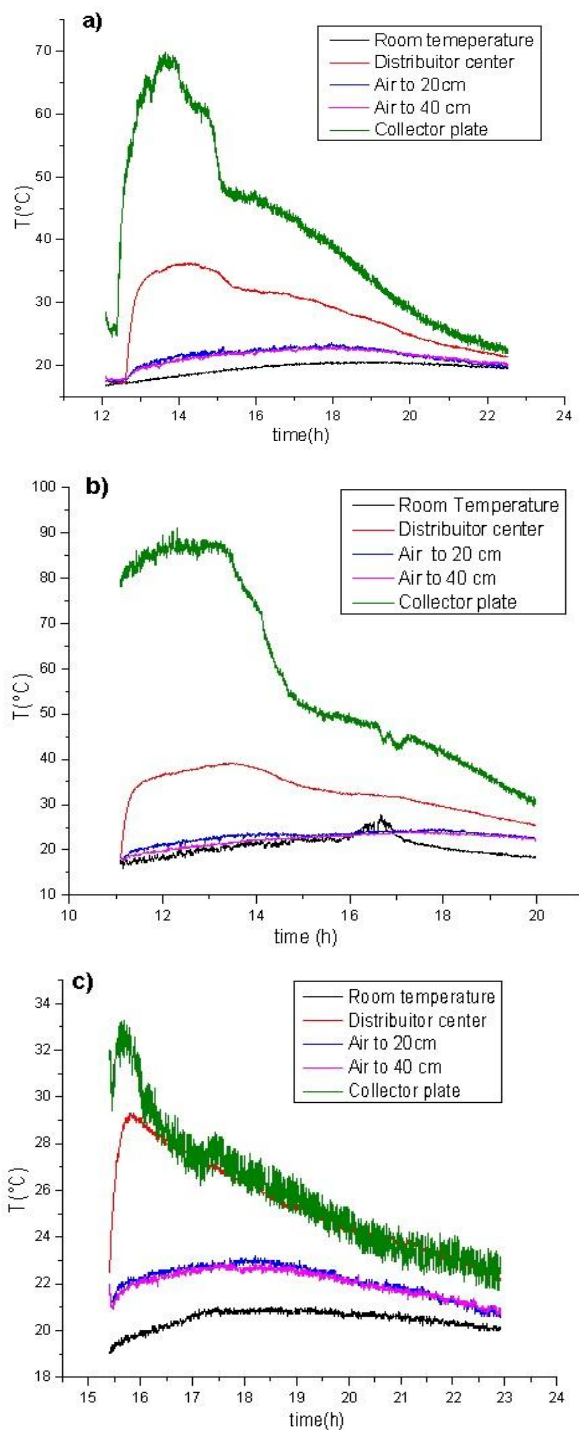 a)
Room temeperature
Distribuitor center
Air to 20cm
Air to 40 cm
Collector plate
70
60
50
40
30
20
T(°C)
12 14 16 18 20 22 24
time(h)
b)
Room Temperature
Distribuitor center
Air to 20 cm
Air to 40 cm
Collector plate
100
90
80
70
60
50
40
30
20
10
T(°C)
10 12 14 16 18 20
time (h)
c)
Room temperature
Distribuitor center
Air to 20cm
Air to 40 cm
Collector plate
34
32
30
28
26
24
22
20
18
T(°C)
15 16 17 18 19 20 21 22 23 24
time(h)